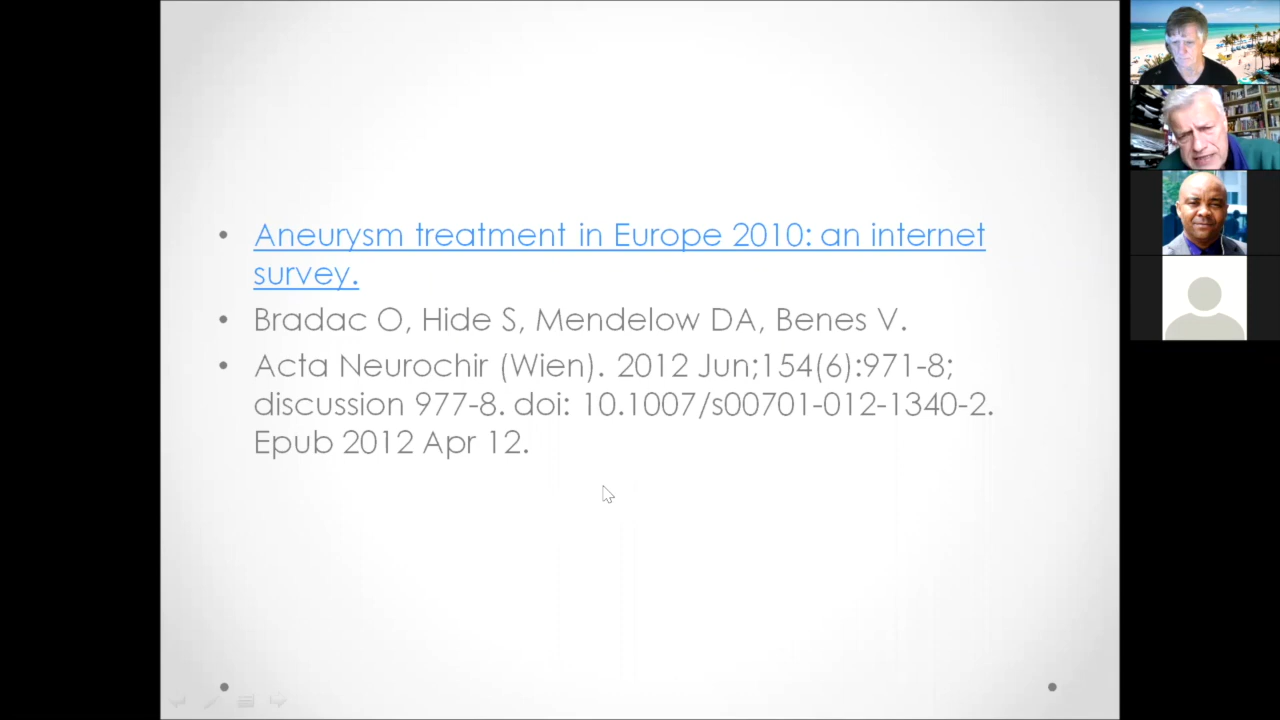 Aneurysm treatment in Europe 2010: an internet
survey.
Bradac O, Hide S, Mendelow DA, Benes V.
Acta Neurochir (Wien). 2012 Jun;154(6):971-8;
discussion 977-8. doi: 10.1007/s00701-012-1340-2.
Epub 2012 Apr 12.